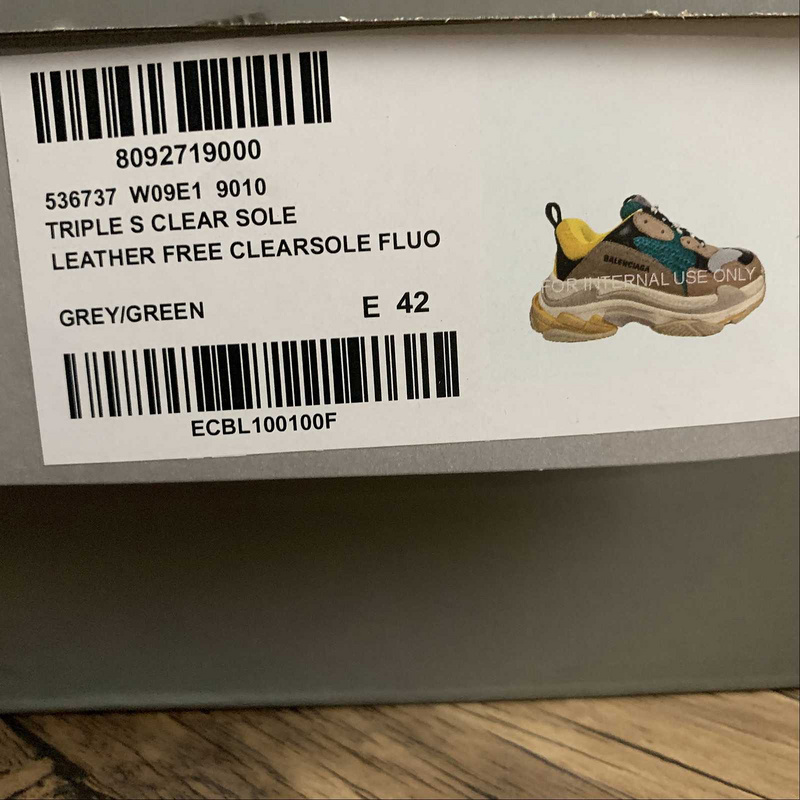 8092719000
536737 W09E1 9010
TRIPLE S CLEAR SOLE
LEATHER FREE CLEARSOLE FLUO
GREY/GREEN E 42
ECBL100100F
BALENCIAGA
FOR INTERNAL USE ONLY